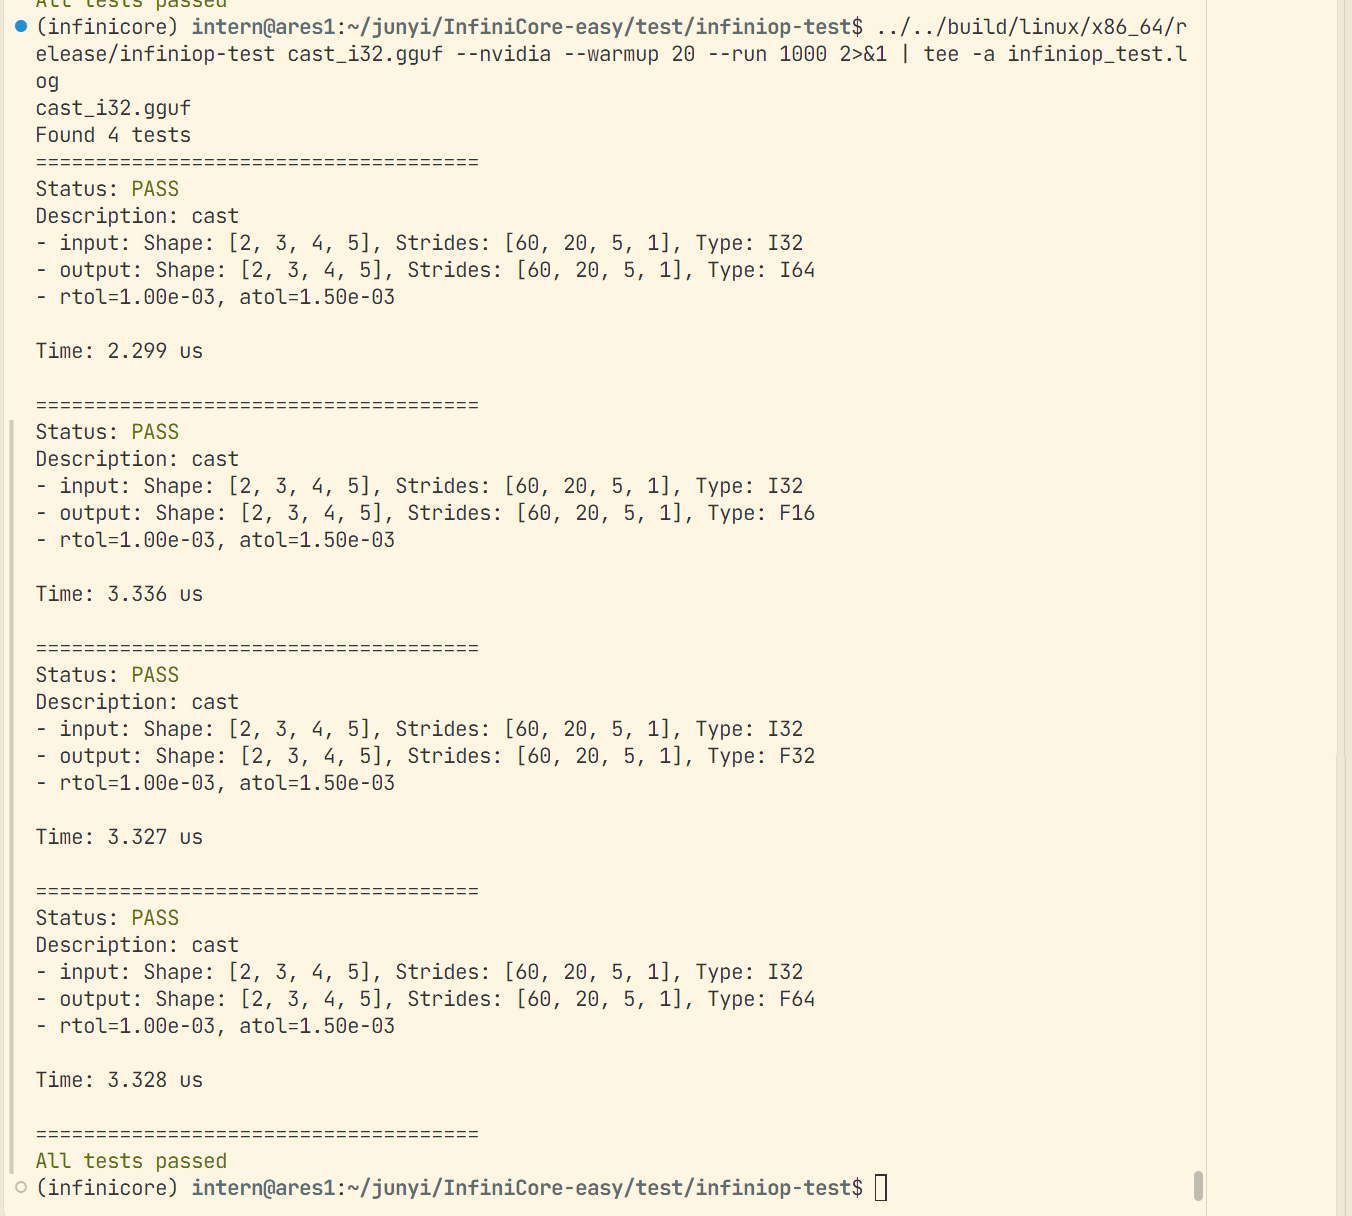 All tests passed
(infinicore) intern@ares1:~/junyi/InfiniCore-easy/test/infiniop-test$ ../../build/linux/x86_64/r
elease/infiniop-test cast_i32.gguf --nvidia --warmup 20 --run 1000 2>&1 | tee -a infiniop_test.l
og
cast_i32.gguf
Found 4 tests
=====================================
Status: PASS
Description: cast
- input: Shape: [2, 3, 4, 5], Strides: [60, 20, 5, 1], Type: I32
- output: Shape: [2, 3, 4, 5], Strides: [60, 20, 5, 1], Type: I64
- rtol=1.00e-03, atol=1.50e-03
Time: 2.299 us
=====================================
Status: PASS
Description: cast
- input: Shape: [2, 3, 4, 5], Strides: [60, 20, 5, 1], Type: I32
- output: Shape: [2, 3, 4, 5], Strides: [60, 20, 5, 1], Type: F16
- rtol=1.00e-03, atol=1.50e-03
Time: 3.336 us
=====================================
Status: PASS
Description: cast
- input: Shape: [2, 3, 4, 5], Strides: [60, 20, 5, 1], Type: I32
- output: Shape: [2, 3, 4, 5], Strides: [60, 20, 5, 1], Type: F32
- rtol=1.00e-03, atol=1.50e-03
Time: 3.327 us
=====================================
Status: PASS
Description: cast
- input: Shape: [2, 3, 4, 5], Strides: [60, 20, 5, 1], Type: I32
- output: Shape: [2, 3, 4, 5], Strides: [60, 20, 5, 1], Type: F64
- rtol=1.00e-03, atol=1.50e-03
Time: 3.328 us
=====================================
All tests passed
(infinicore) intern@ares1:~/junyi/InfiniCore-easy/test/infiniop-test$